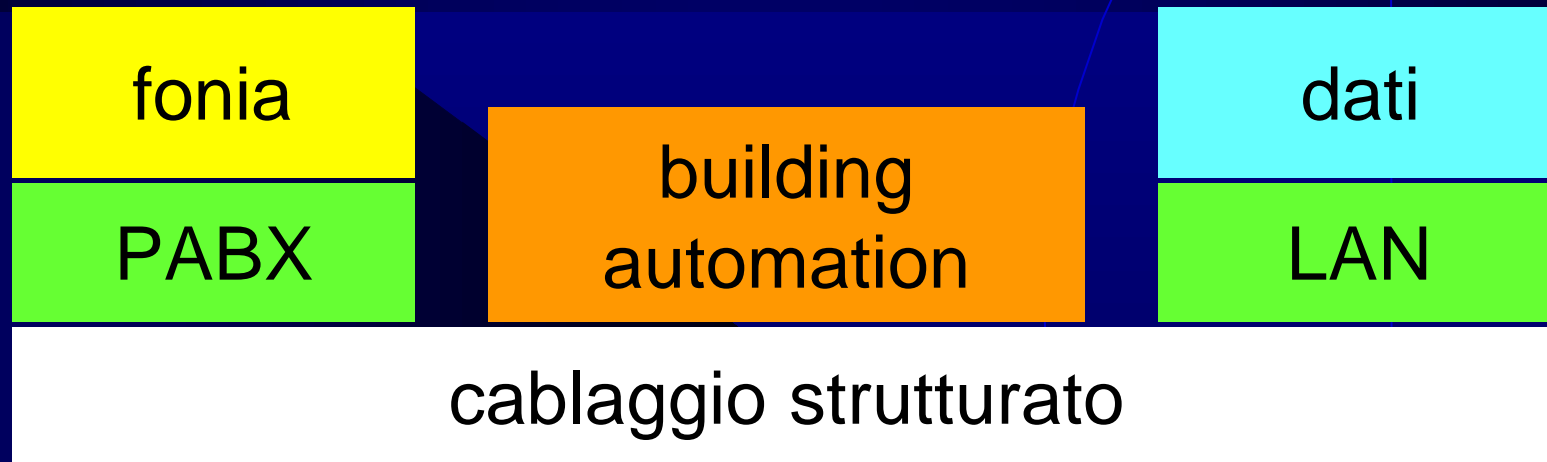 fonia
PABX
building
automation
dati
LAN
cablaggio strutturato